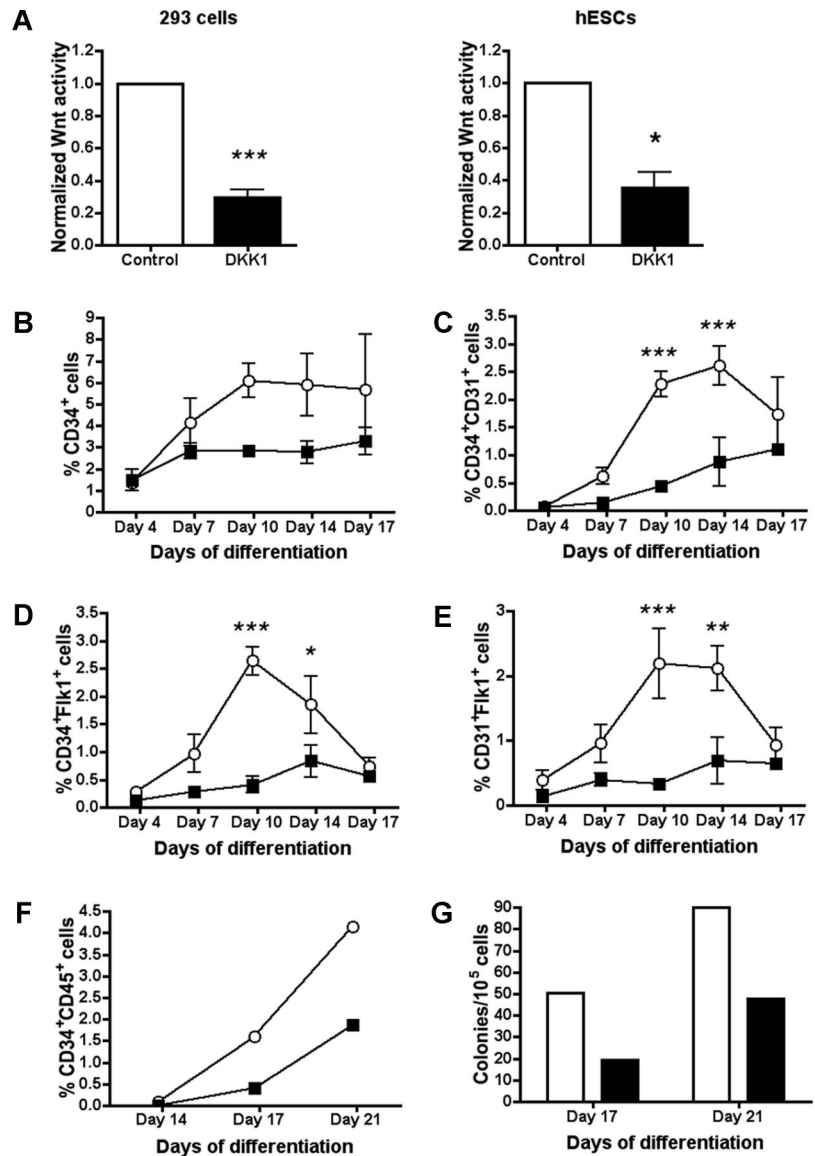 A
293 cells
hESCs
Normalized Wnt activity
1.2
1.0
0.8
0.6
0.4
0.2
0.0
***
Control DKK1
Normalized Wnt activity
1.2
1.0
0.8
0.6
0.4
0.2
0.0
*
Control DKK1
B
% CD34+ cells
9
8
7
6
5
4
3
2
1
0
Day 4 Day 7 Day 10 Day 14 Day 17
Days of differentiation
C
% CD34+CD31+ cells
3.5
3.0
2.5
2.0
1.5
1.0
0.5
0.0
*** ***
Day 4 Day 7 Day 10 Day 14 Day 17
Days of differentiation
D
% CD34+Flk1+ cells
3.5
3.0
2.5
2.0
1.5
1.0
0.5
0.0
*** *
Day 4 Day 7 Day 10 Day 14 Day 17
Days of differentiation
E
% CD31+Flk1+ cells
3
2
1
0
*** **
Day 4 Day 7 Day 10 Day 14 Day 17
Days of differentiation
F
% CD34+CD45+ cells
4.5
4.0
3.5
3.0
2.5
2.0
1.5
1.0
0.5
0.0
Day 14 Day 17 Day 21
Days of differentiation
G
Colonies/10⁵ cells
90
80
70
60
50
40
30
20
10
0
Day 17 Day 21
Days of differentiation